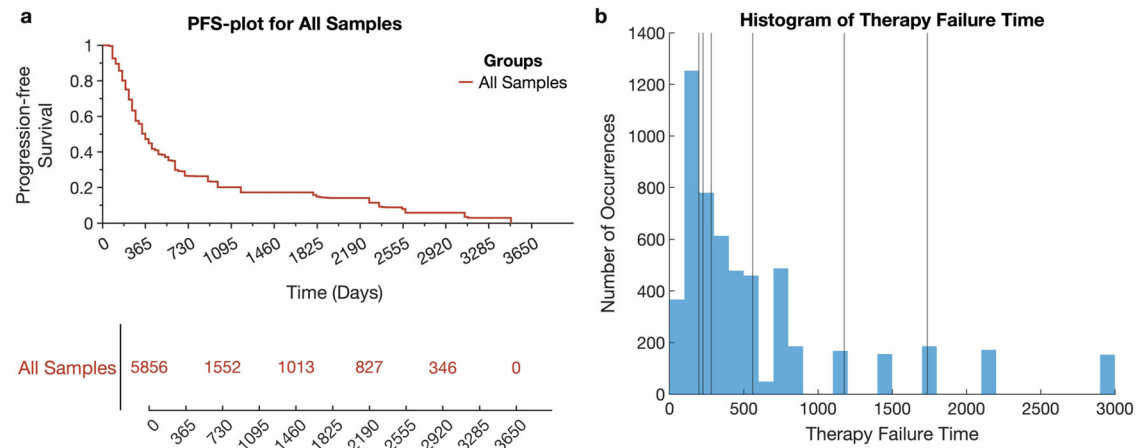 a
PFS-plot for All Samples
Groups
All Samples
Progression-free
Survival
1
0.8
0.6
0.4
0.2
0
0 365 730 1095 1460 1825 2190 2555 2920 3285 3650
Time (Days)
All Samples 5856 1552 1013 827 346 0
0 365 730 1095 1460 1825 2190 2555 2920 3285 3650
b
Histogram of Therapy Failure Time
Number of Occurrences
1400
1200
1000
800
600
400
200
0
0 500 1000 1500 2000 2500 3000
Therapy Failure Time